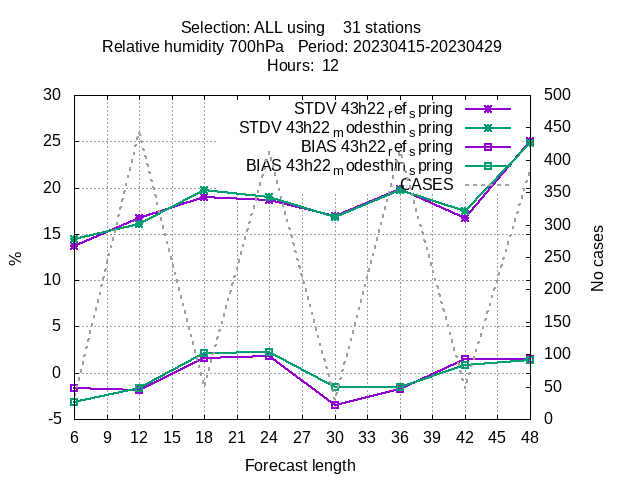 Selection: ALL using    31 stations
Relative humidity 700hPa   Period: 20230415-20230429
Hours:  12
STDV 43h22_ref_spring
STDV 43h22_modesthin_spring
BIAS 43h22_ref_spring
BIAS 43h22_modesthin_spring
CASES
30
25
20
15
10
5
0
-5
%
500
450
400
350
300
250
200
150
100
50
0
No cases
6 9 12 15 18 21 24 27 30 33 36 39 42 45 48
Forecast length